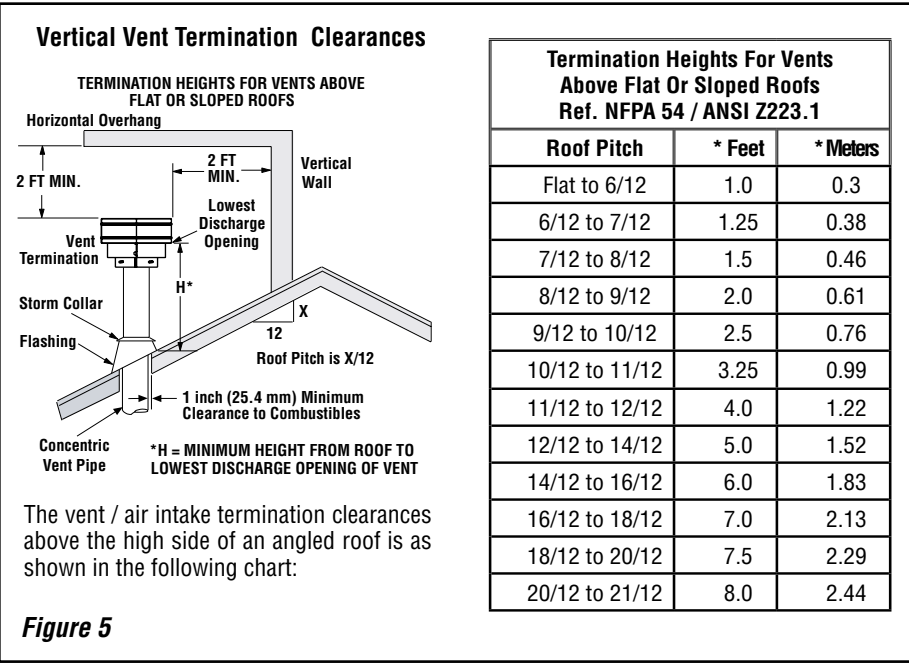 Vertical Vent Termination Clearances
TERMINATION HEIGHTS FOR VENTS ABOVE
FLAT OR SLOPED ROOFS
Horizontal Overhang
2 FT MIN.
2 FT
MIN.
Vertical
Wall
Lowest
Discharge
Opening
Vent
Termination
H*
Storm Collar
Flashing
X
12
Roof Pitch is X/12
1 inch (25.4 mm) Minimum
Clearance to Combustibles
Concentric
Vent Pipe
*H = MINIMUM HEIGHT FROM ROOF TO
LOWEST DISCHARGE OPENING OF VENT
The vent / air intake termination clearances
above the high side of an angled roof is as
shown in the following chart:
Figure 5
Termination Heights For Vents
Above Flat Or Sloped Roofs
Ref. NFPA 54 / ANSI Z223.1
Roof Pitch * Feet * Meters
Flat to 6/12 1.0 0.3
6/12 to 7/12 1.25 0.38
7/12 to 8/12 1.5 0.46
8/12 to 9/12 2.0 0.61
9/12 to 10/12 2.5 0.76
10/12 to 11/12 3.25 0.99
11/12 to 12/12 4.0 1.22
12/12 to 14/12 5.0 1.52
14/12 to 16/12 6.0 1.83
16/12 to 18/12 7.0 2.13
18/12 to 20/12 7.5 2.29
20/12 to 21/12 8.0 2.44